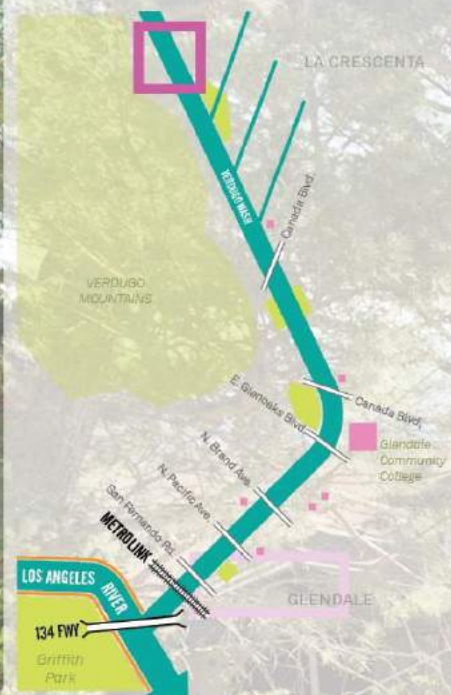 LA CRESCENTA
VERDUGO WASH
Canada Blvd.
VERDUGO
MOUNTAINS
Canada Blvd.
E. Glenoaks Blvd.
Glendale
Community
College
N. Brand Ave.
N. Pacific Ave.
San Fernando Rd.
METROLINK
LOS ANGELES
RIVER
GLENDALE
134 FWY
Griffith
Park